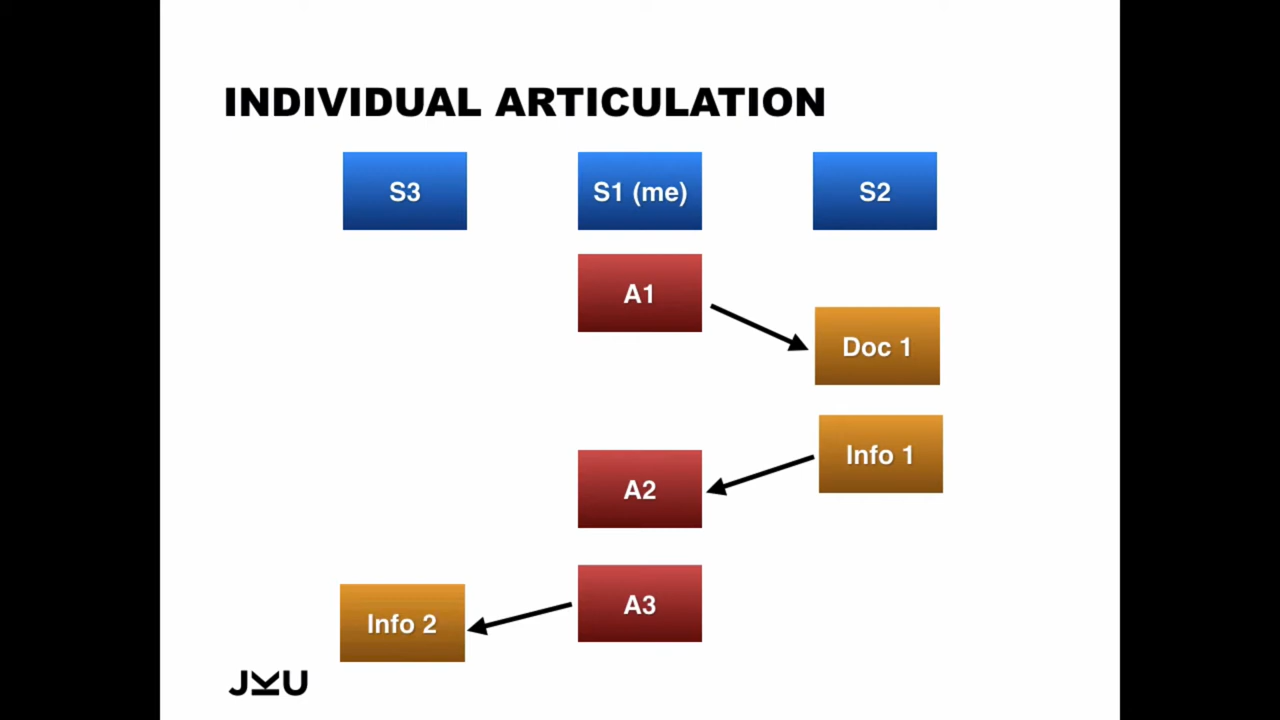 INDIVIDUAL ARTICULATION
S3
S1 (me)
S2
A1
Doc 1
Info 1
A2
A3
Info 2
JKU